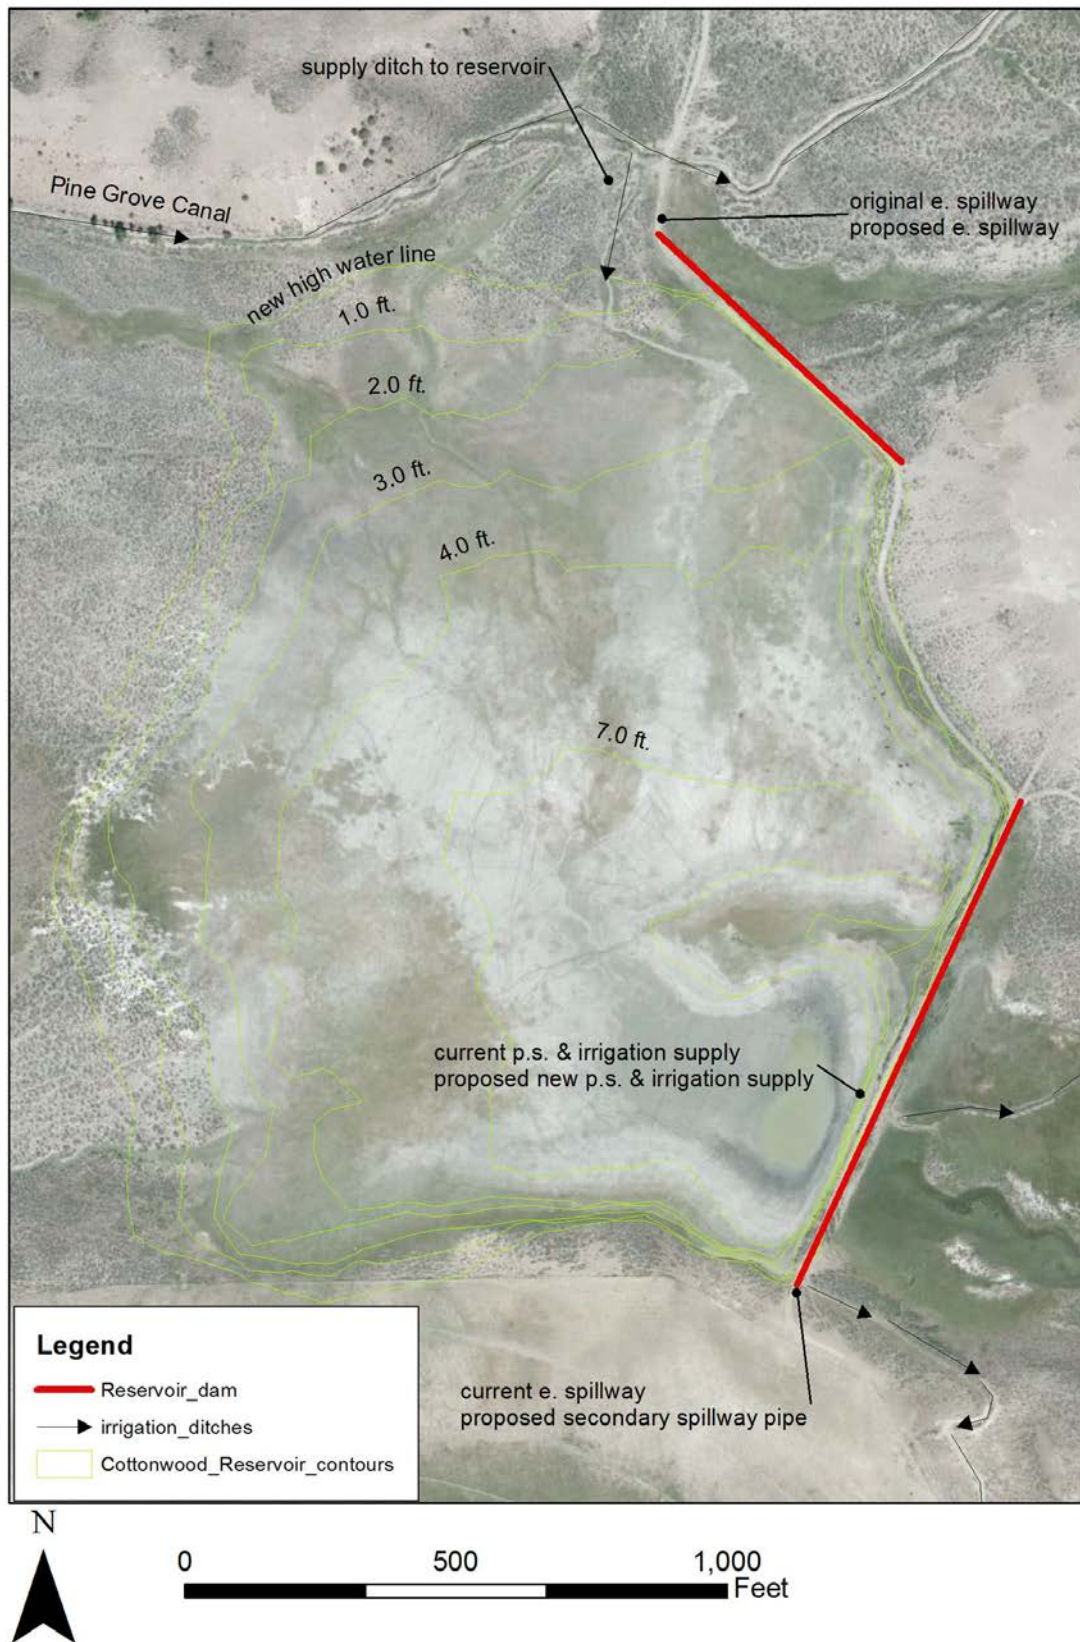 supply ditch to reservoir
Pine Grove Canal
original e. spillway
proposed e. spillway
new high water line
1.0 ft.
2.0 ft.
3.0 ft.
4.0 ft.
7.0 ft.
current p.s. & irrigation supply
proposed new p.s. & irrigation supply
current e. spillway
proposed secondary spillway pipe
Legend
Reservoir_dam
irrigation_ditches
Cottonwood_Reservoir_contours
N
0 500 1,000
Feet